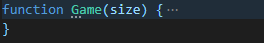 function Game(size) { ···
}